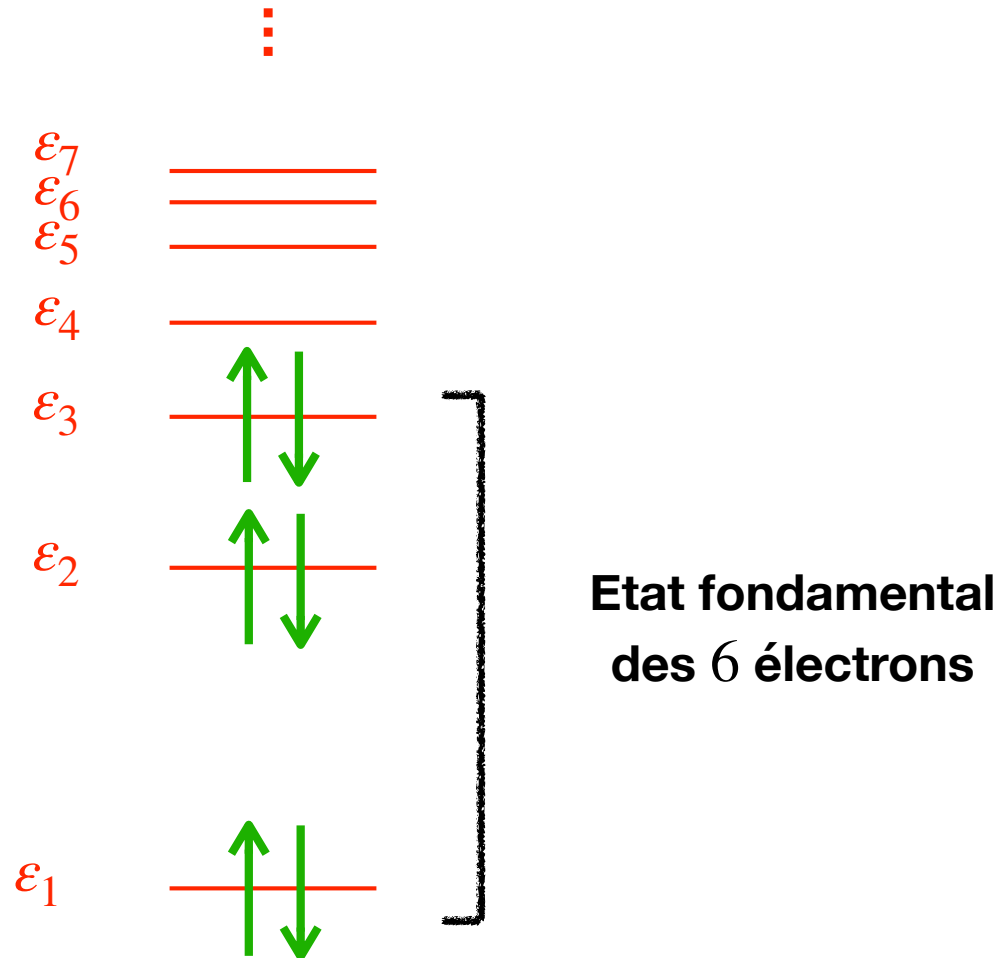 ⋮
ε₇
ε₆
ε₅
ε₄
ε₃
ε₂
Etat fondamental
des 6 électrons
ε₁